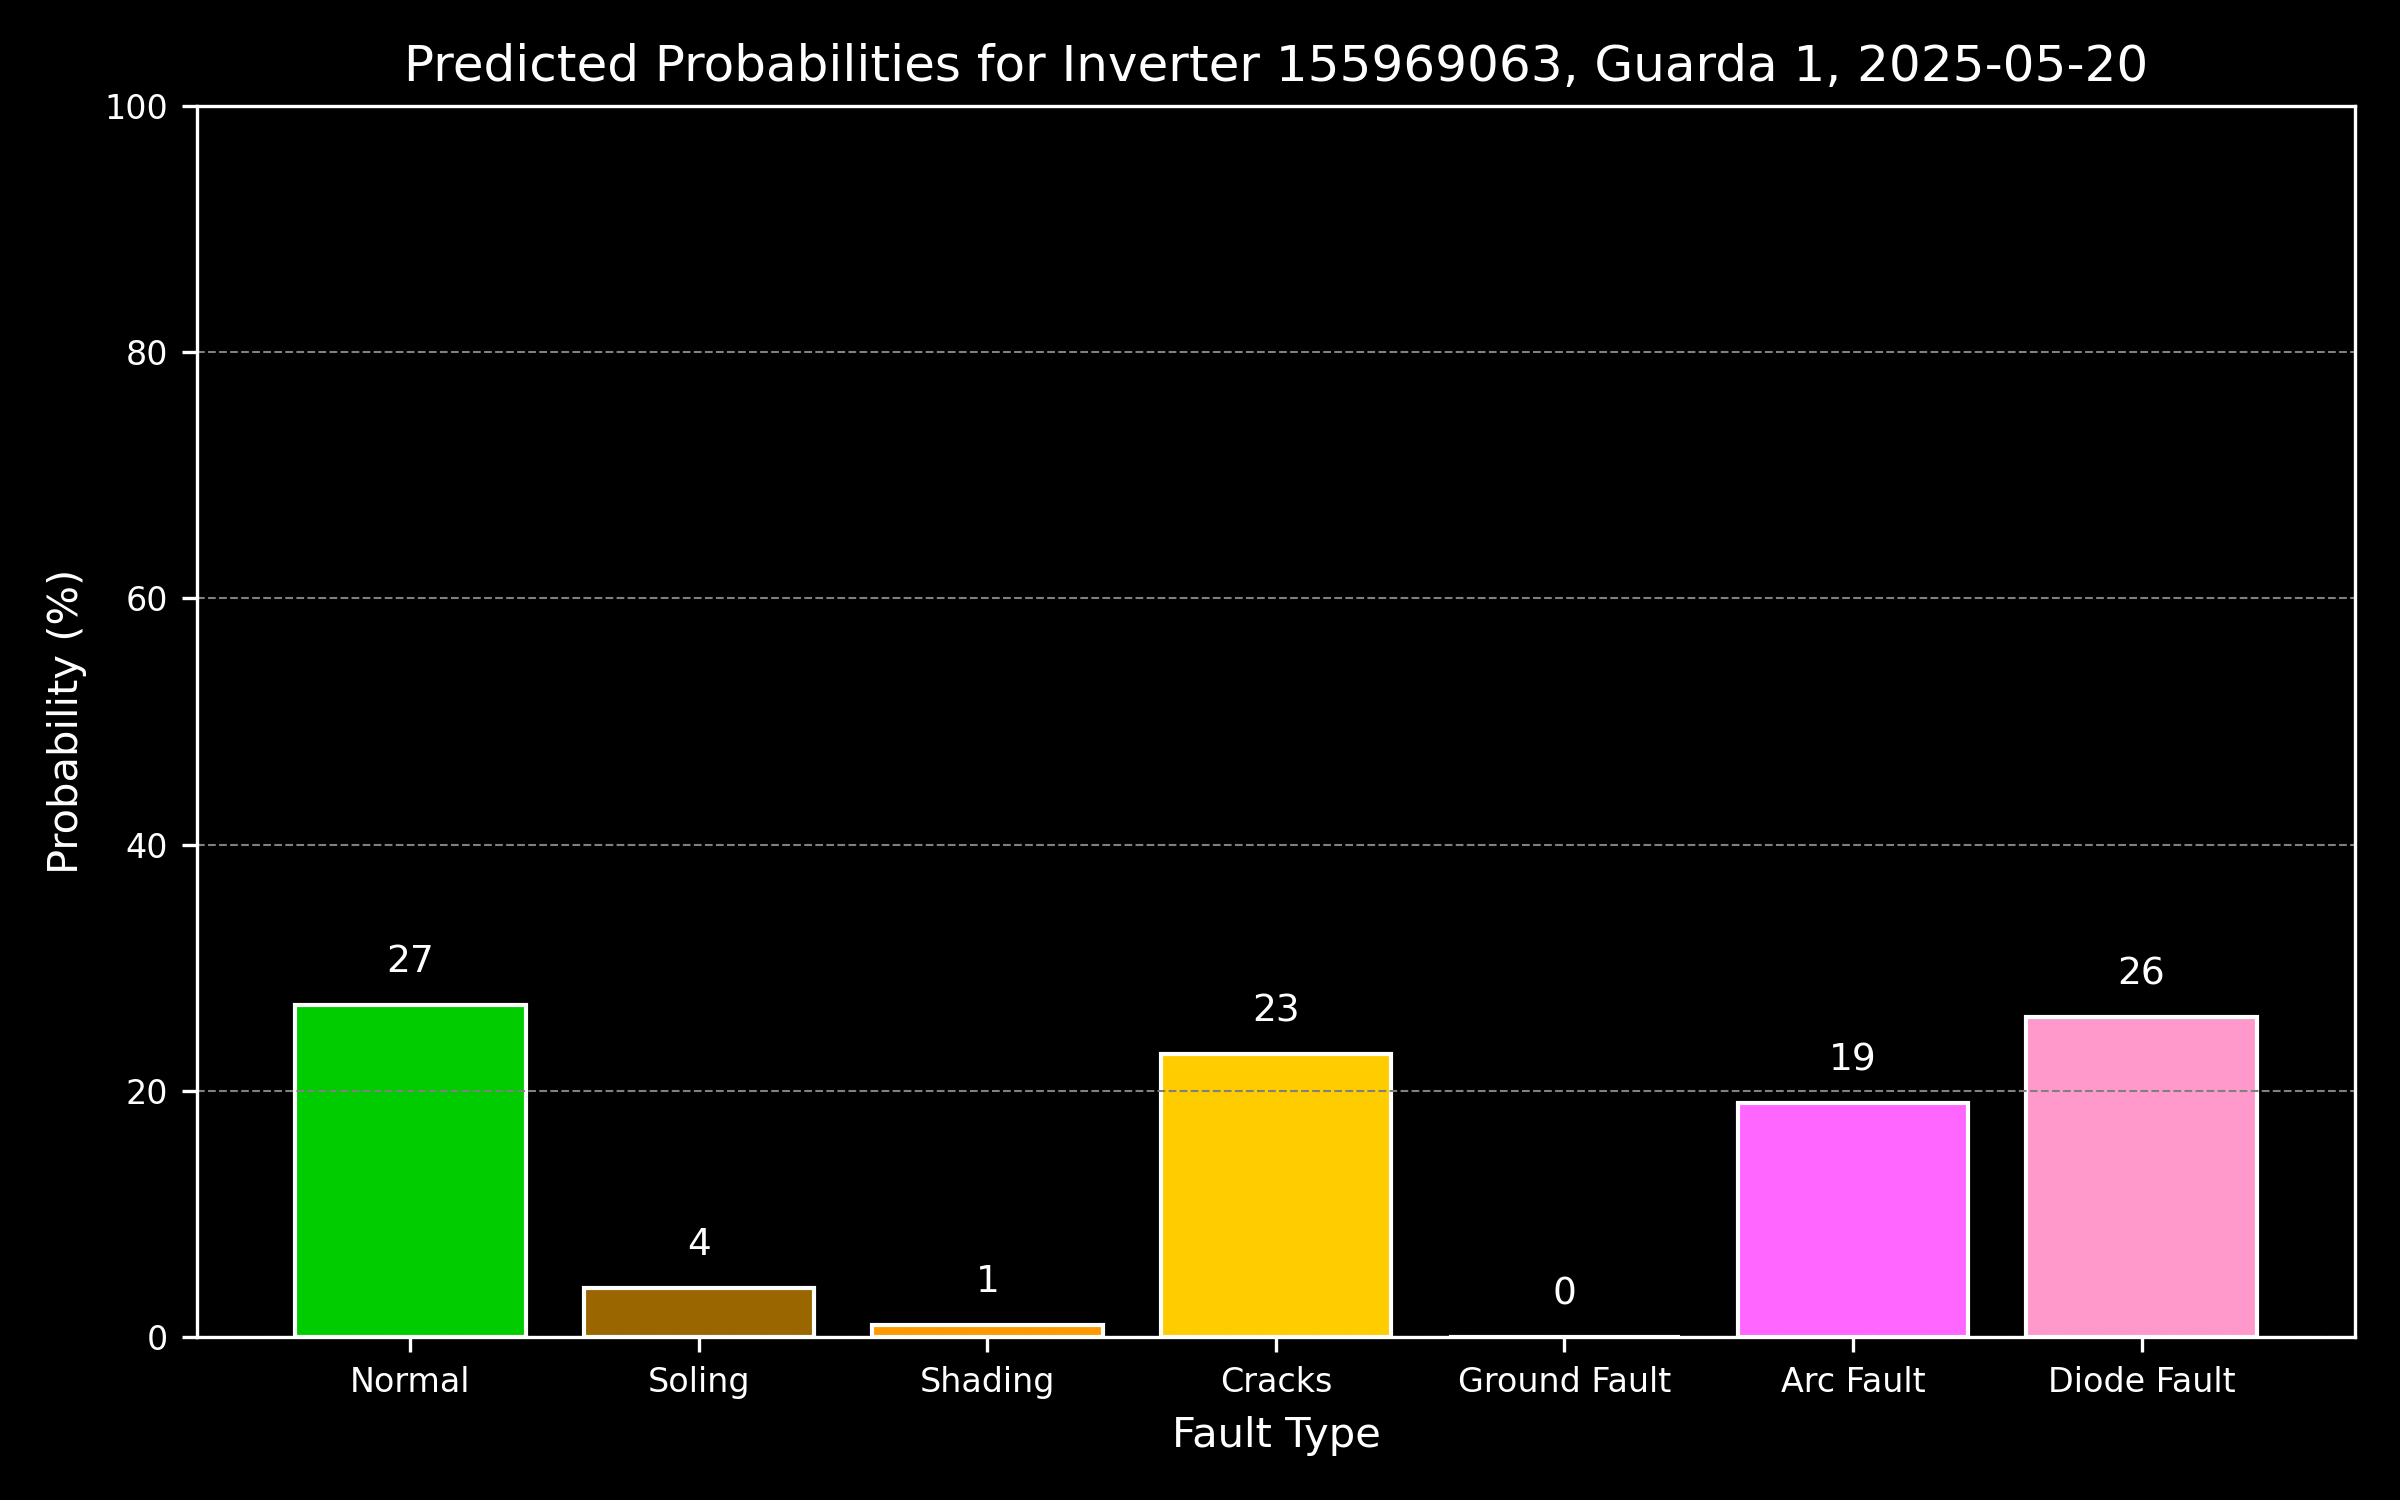 Predicted Probabilities for Inverter 155969063, Guarda 1, 2025-05-20
100
80
60
40
20
0
Probability (%)
27
4
1
23
0
19
26
Normal
Soling
Shading
Cracks
Ground Fault
Arc Fault
Diode Fault
Fault Type